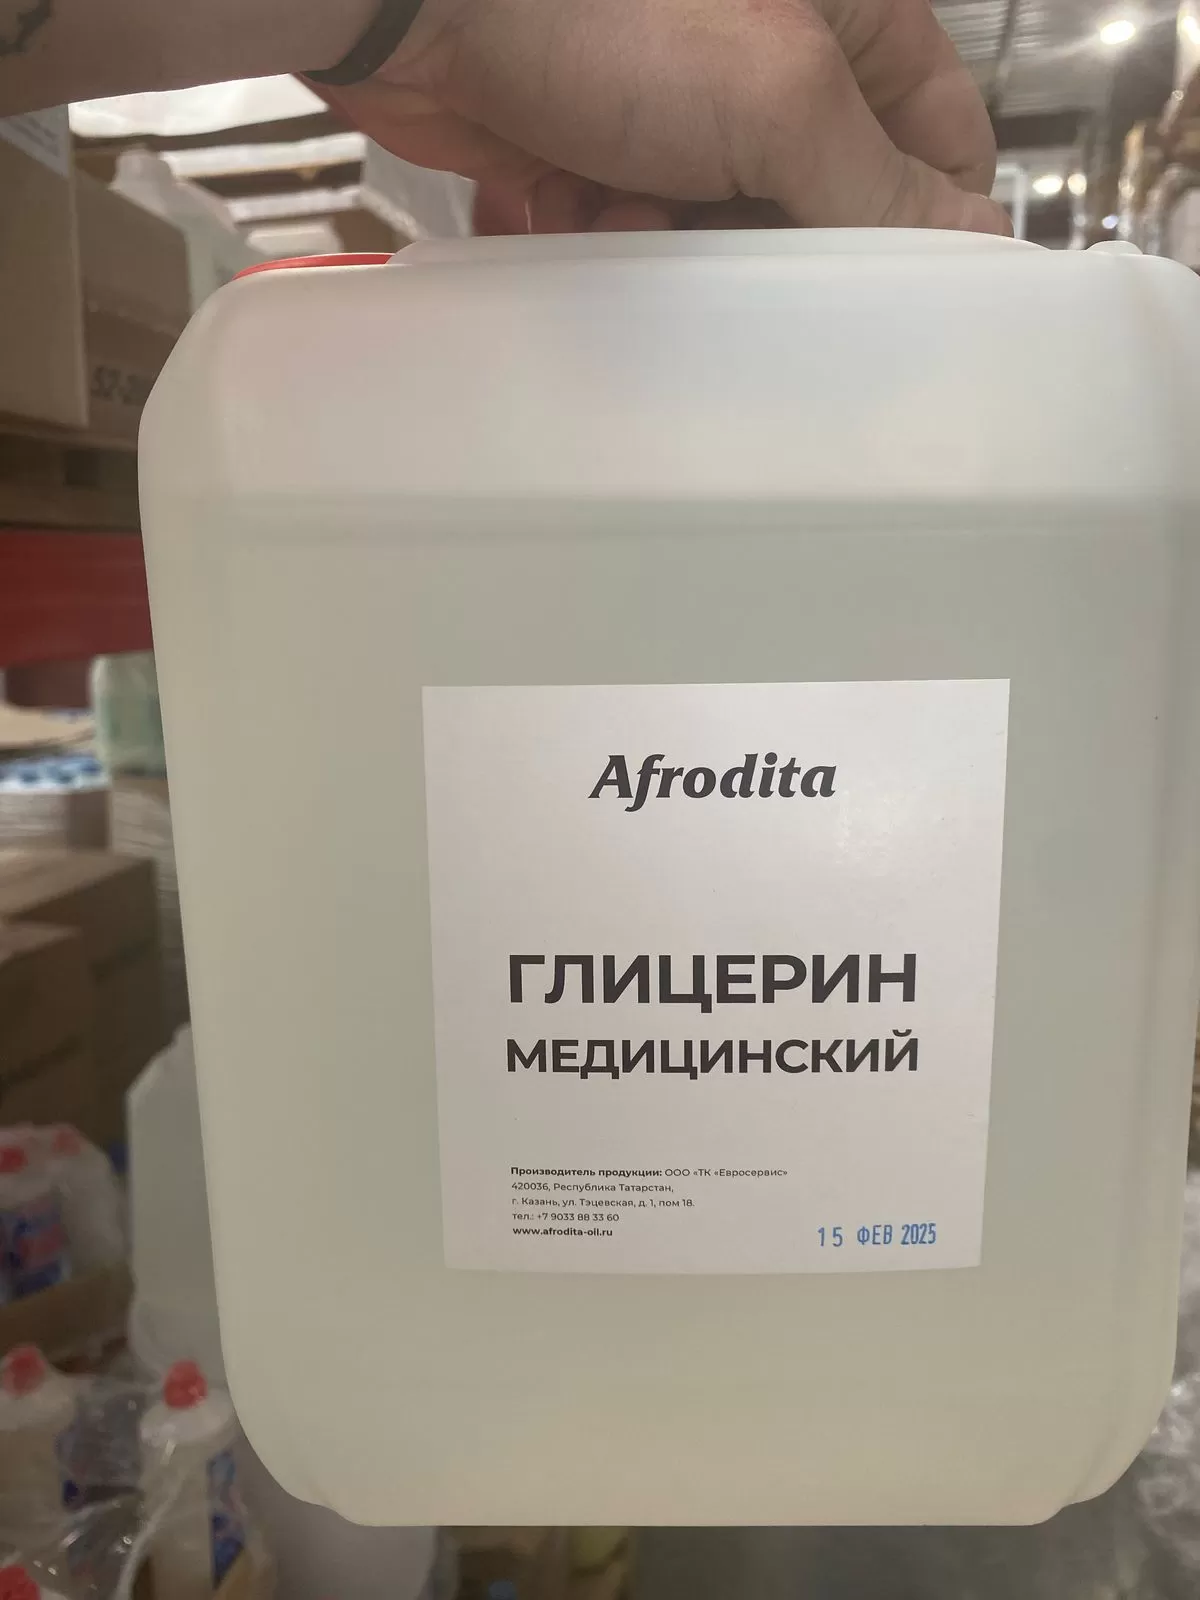 Afrodita
ГЛИЦЕРИН
МЕДИЦИНСКИЙ
Производитель продукции: ООО «ТК «Евросервис»
420036, Республика Татарстан,
г. Казань, ул. Тэцевская, д. 1, пом 18.
тел.: +7 9033 88 33 60
www.afrodita-oil.ru
15 ФЕВ 2025